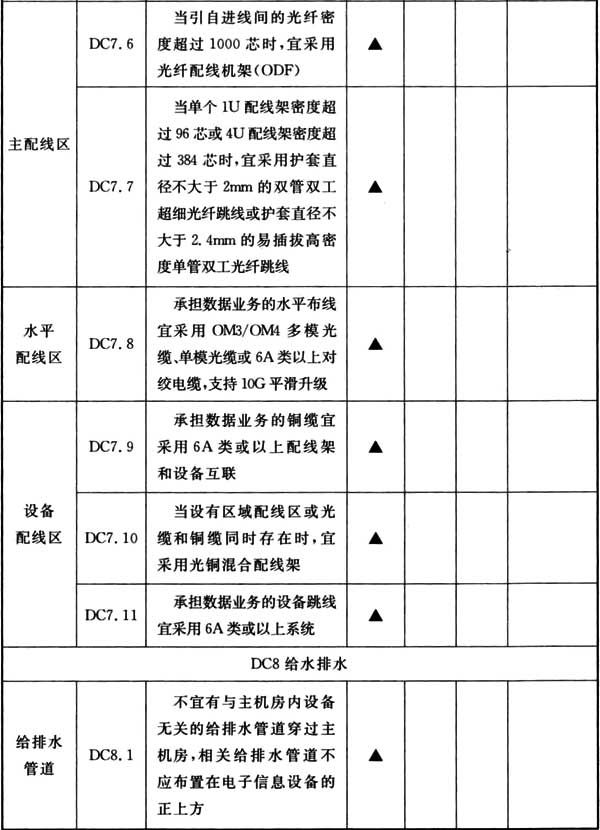 当引自进线间的光纤密
DC7.6
度超过 1000 芯时,宜采用
▲
光纤配线机架(ODF)
主配线区
当单个 1U 配线架密度超
过 96 芯或 4U 配线架密度超
过 384 芯时,宜采用护套直
DC7.7
径不大于 2mm 的双管双工
▲
超细光纤跳线或护套直径不
大于 2.4mm 的易插拔高密
度单管双工光纤跳线
水平
配线区
承担数据业务的水平布线
DC7.8
宜采用 OM3/OM4 多模光
▲
缆、单模光缆或 6A 类以上对
绞电缆,支持 10G 平滑升级
承担数据业务的铜缆宜
DC7.9
采用 6A 类或以上配线架
▲
和设备互联
设备
配线区
当设有区域配线区或光
DC7.10
缆和铜缆同时存在时,宜
▲
采用光铜混合配线架
DC7.11
承担数据业务的设备跳线
▲
宜采用 6A 类或以上系统
DC8 给水排水
给排水
管道
不宜有与主机房内设备
无关的给排水管道穿过主
DC8.1
机房,相关给排水管道不
▲
应布置在电子信息设备的
正上方